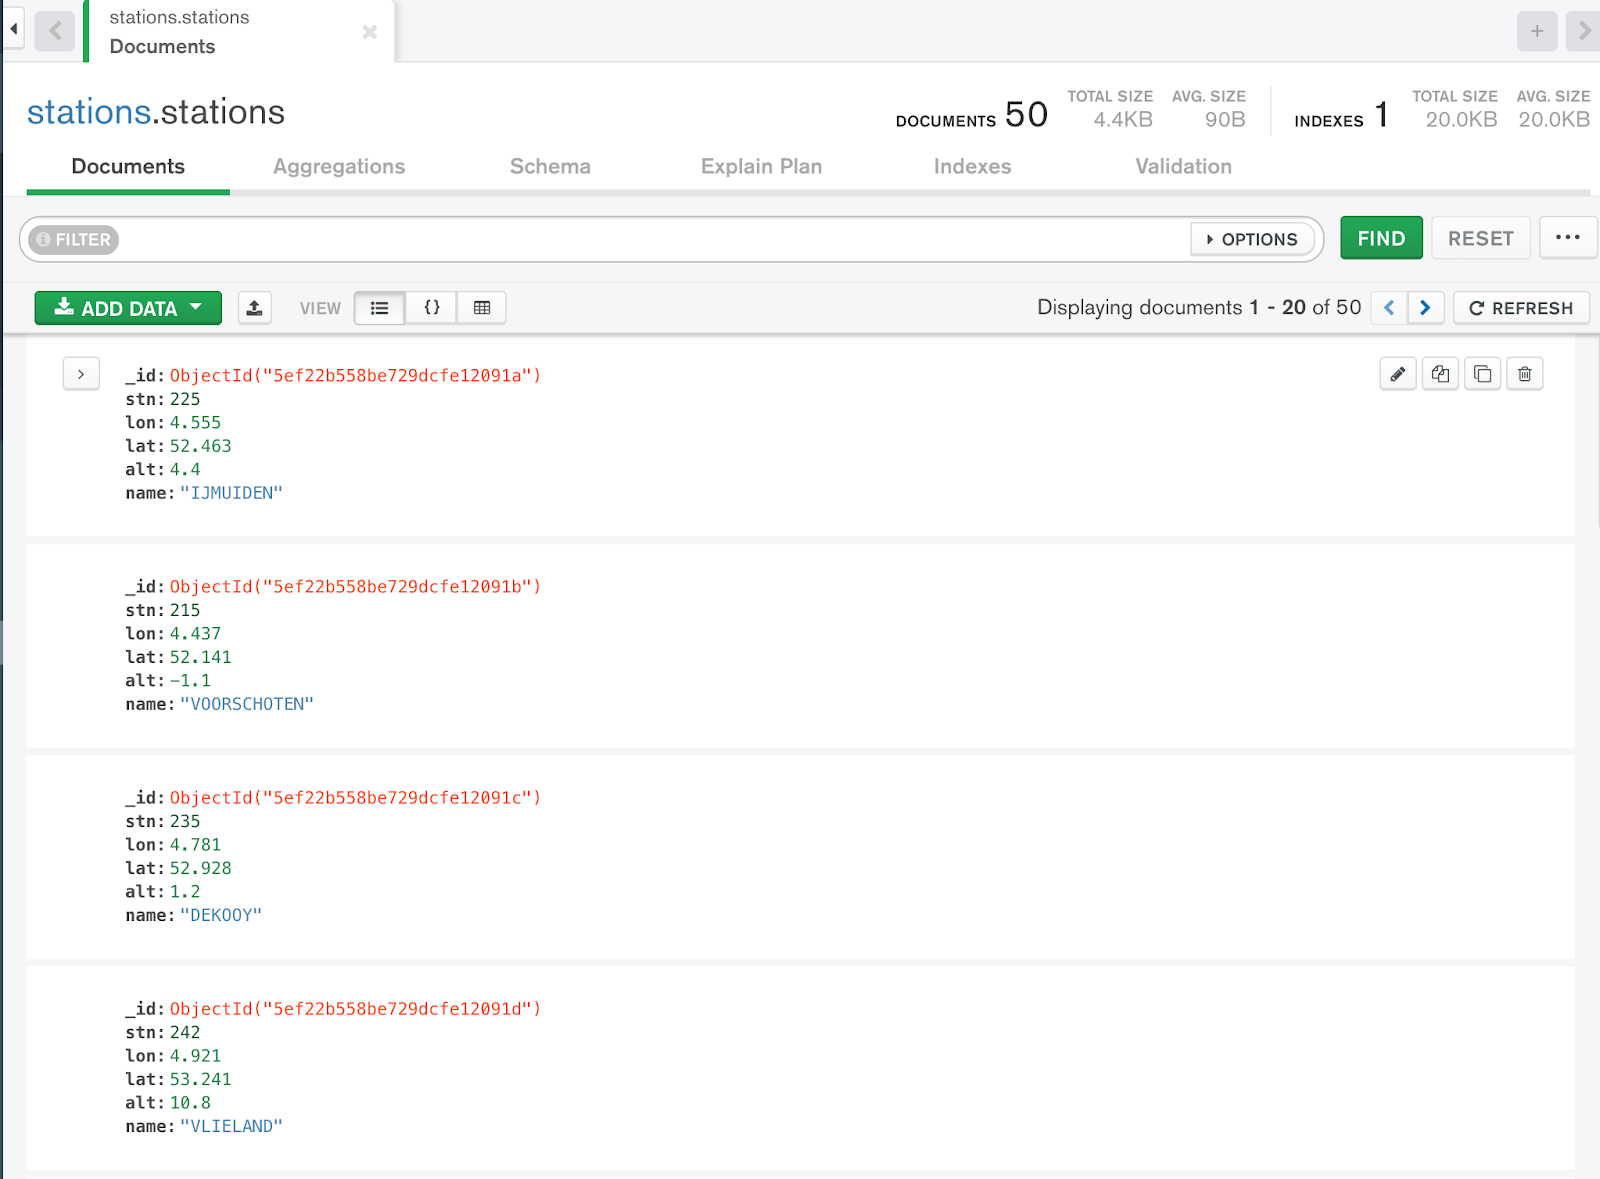 stations.stations
Documents
stations.stations
DOCUMENTS 50 TOTAL SIZE 4.4KB AVG. SIZE 90B INDEXES 1 TOTAL SIZE 20.0KB AVG. SIZE 20.0KB
Documents Aggregations Schema Explain Plan Indexes Validation
FILTER OPTIONS FIND RESET ...
ADD DATA VIEW {} Displaying documents 1 - 20 of 50 REFRESH
_id: ObjectId("5ef22b558be729dcfe12091a")
stn: 225
lon: 4.555
lat: 52.463
alt: 4.4
name: "IJMUIDEN"
_id: ObjectId("5ef22b558be729dcfe12091b")
stn: 215
lon: 4.437
lat: 52.141
alt: -1.1
name: "VOORSCHOTEN"
_id: ObjectId("5ef22b558be729dcfe12091c")
stn: 235
lon: 4.781
lat: 52.928
alt: 1.2
name: "DEKOOY"
_id: ObjectId("5ef22b558be729dcfe12091d")
stn: 242
lon: 4.921
lat: 53.241
alt: 10.8
name: "VLIELAND"